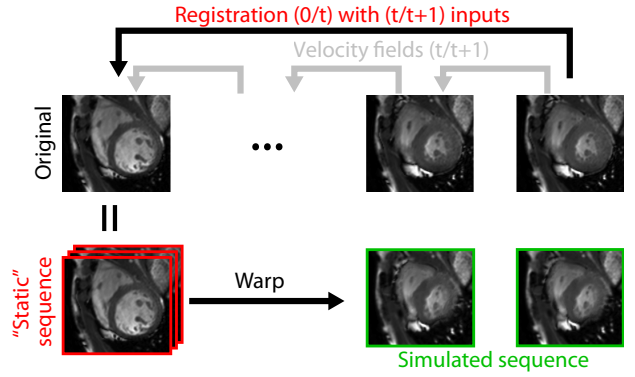 Registration (0/t) with (t/t+1) inputs
Velocity fields (t/t+1)
Original
"Static"
sequence
Warp
Simulated sequence